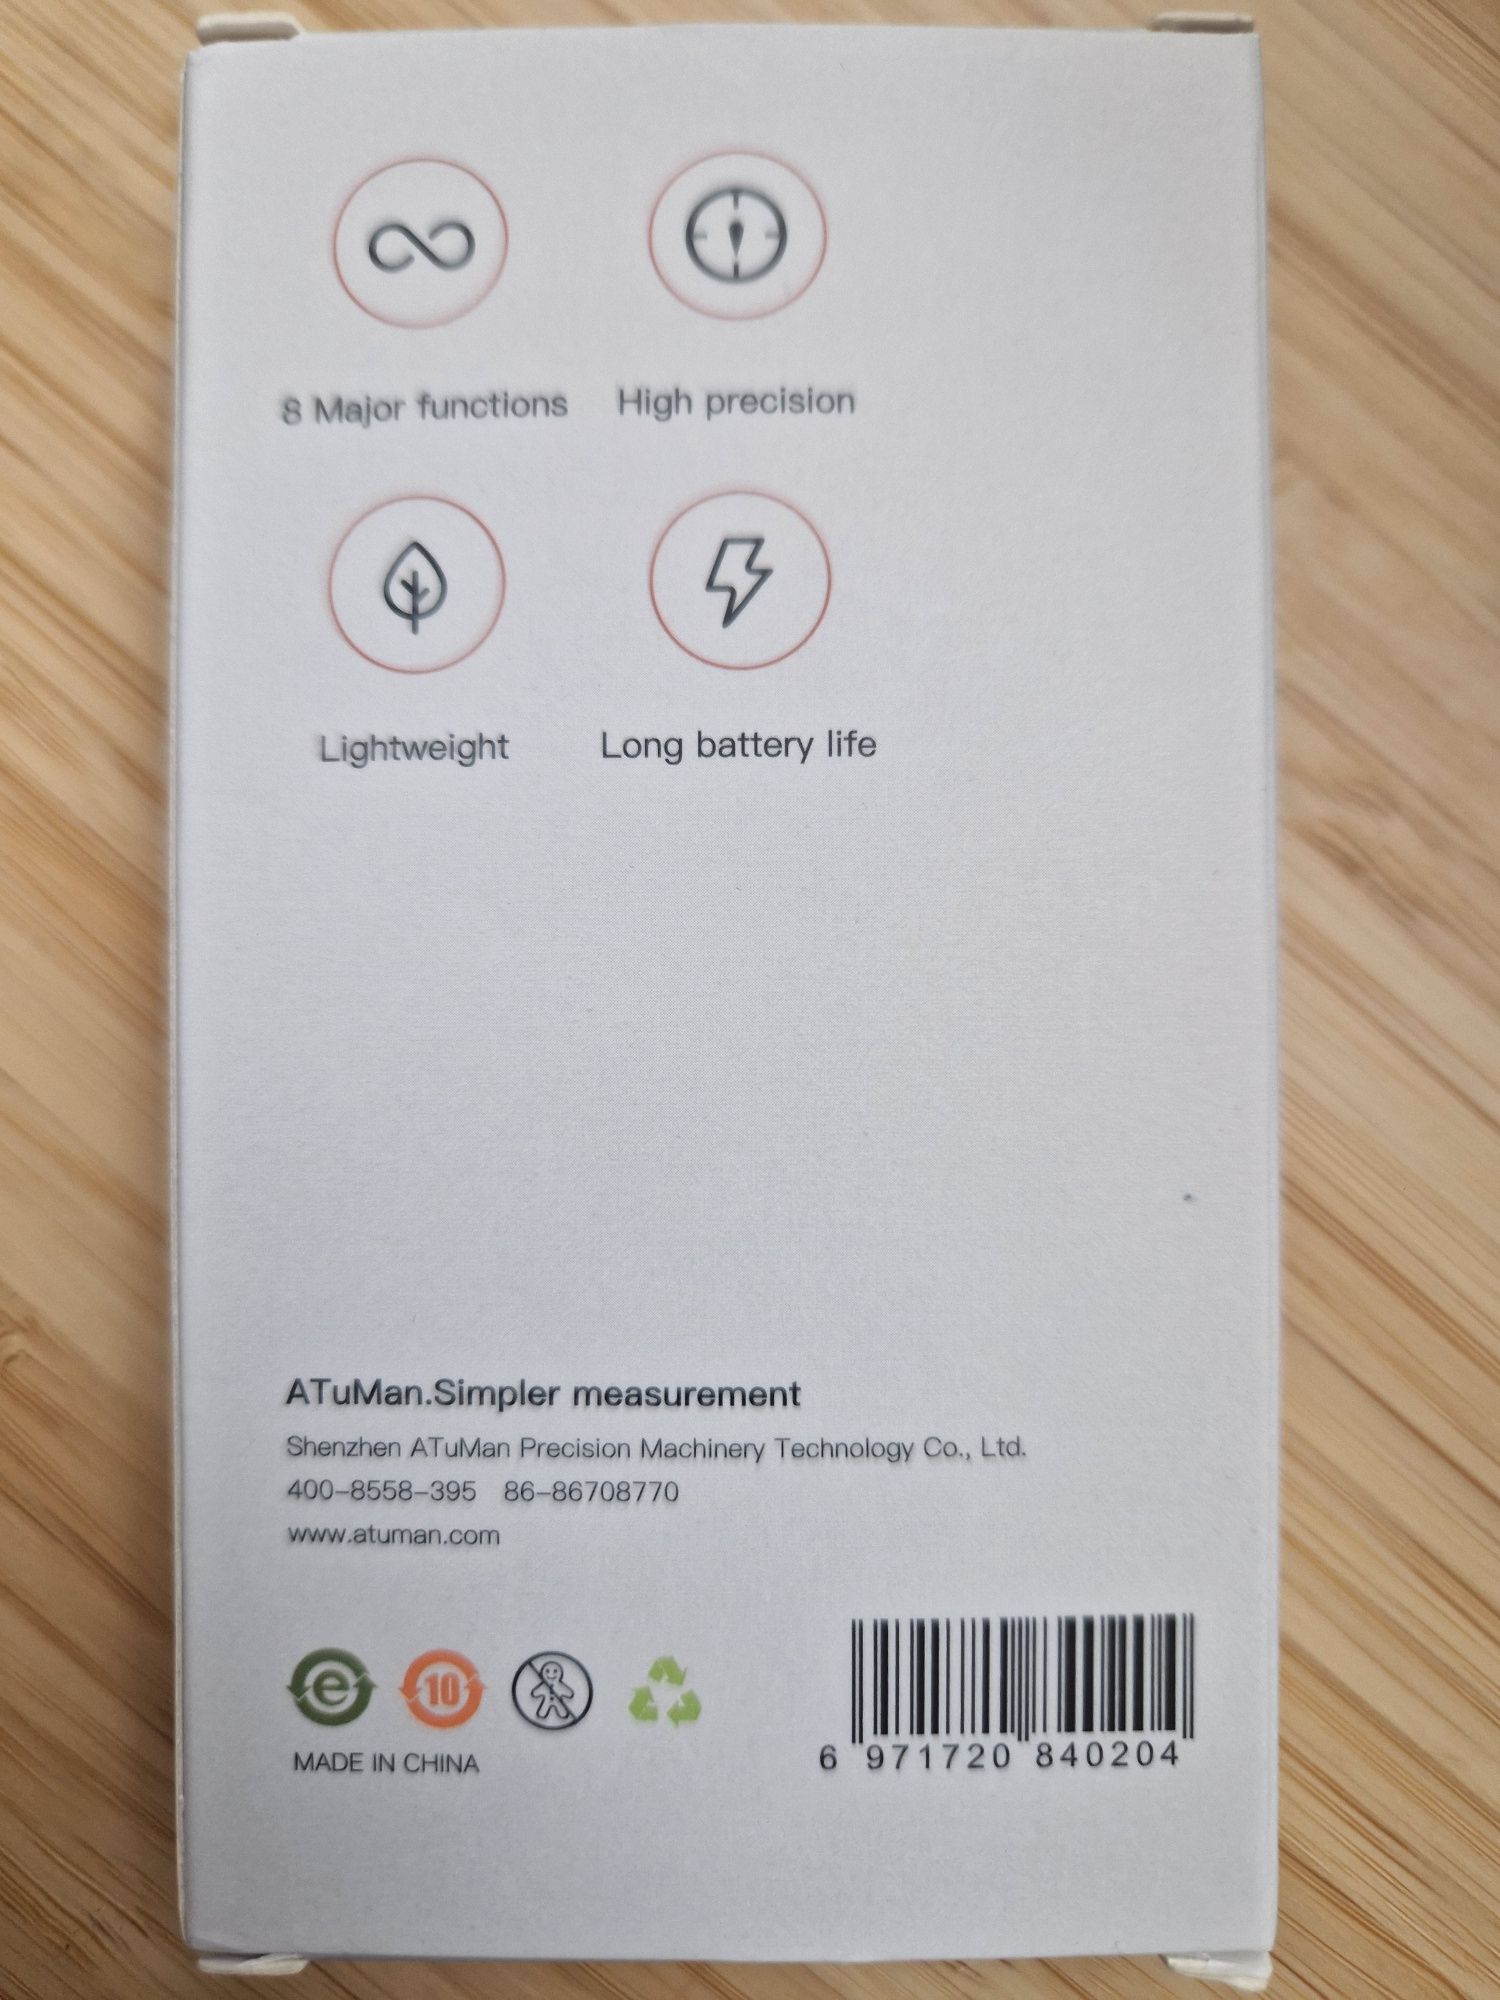 8 Major functions
High precision
Lightweight
Long battery life
ATuMan.Simpler measurement
Shenzhen ATuMan Precision Machinery Technology Co., Ltd.
400-8558-395 86-86708770
www.atuman.com
e
10
MADE IN CHINA
6 971720 840204